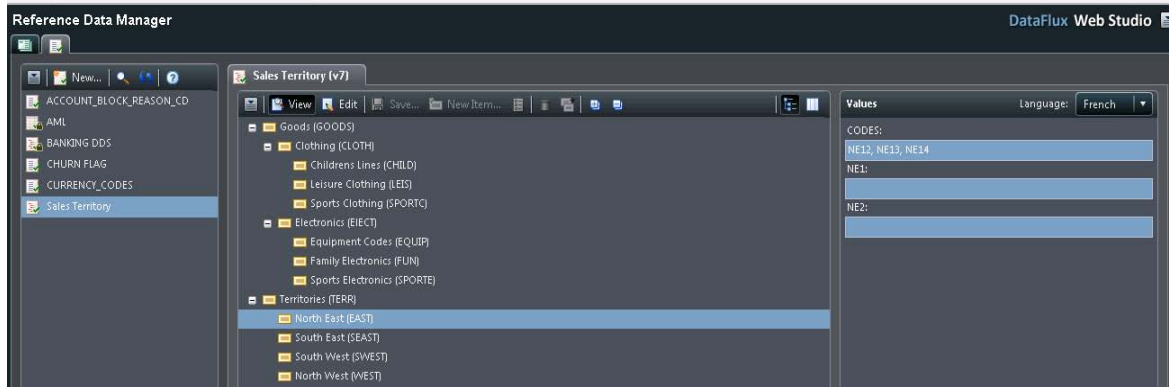 Reference Data Manager
DataFlux Web Studio
New...
ACCOUNT_BLOCK_REASON_CD
AML
BANKING DDS
CHURN FLAG
CURRENCY_CODES
Sales Territory
Sales Territory (v7)
View Edit Save... New Item...
Goods (GOODS)
Clothing (CLOTH)
Childrens Lines (CHILD)
Leisure Clothing (LEIS)
Sports Clothing (SPORTC)
Electronics (ElECT)
Equipment Codes (EQUIP)
Family Electronics (FUN)
Sports Electronics (SPORTE)
Territories (TERR)
North East (EAST)
South East (SEAST)
South West (SWEST)
North West (WEST)
Values Language: French
CODES:
NE12, NE13, NE14
NE1:
NE2: